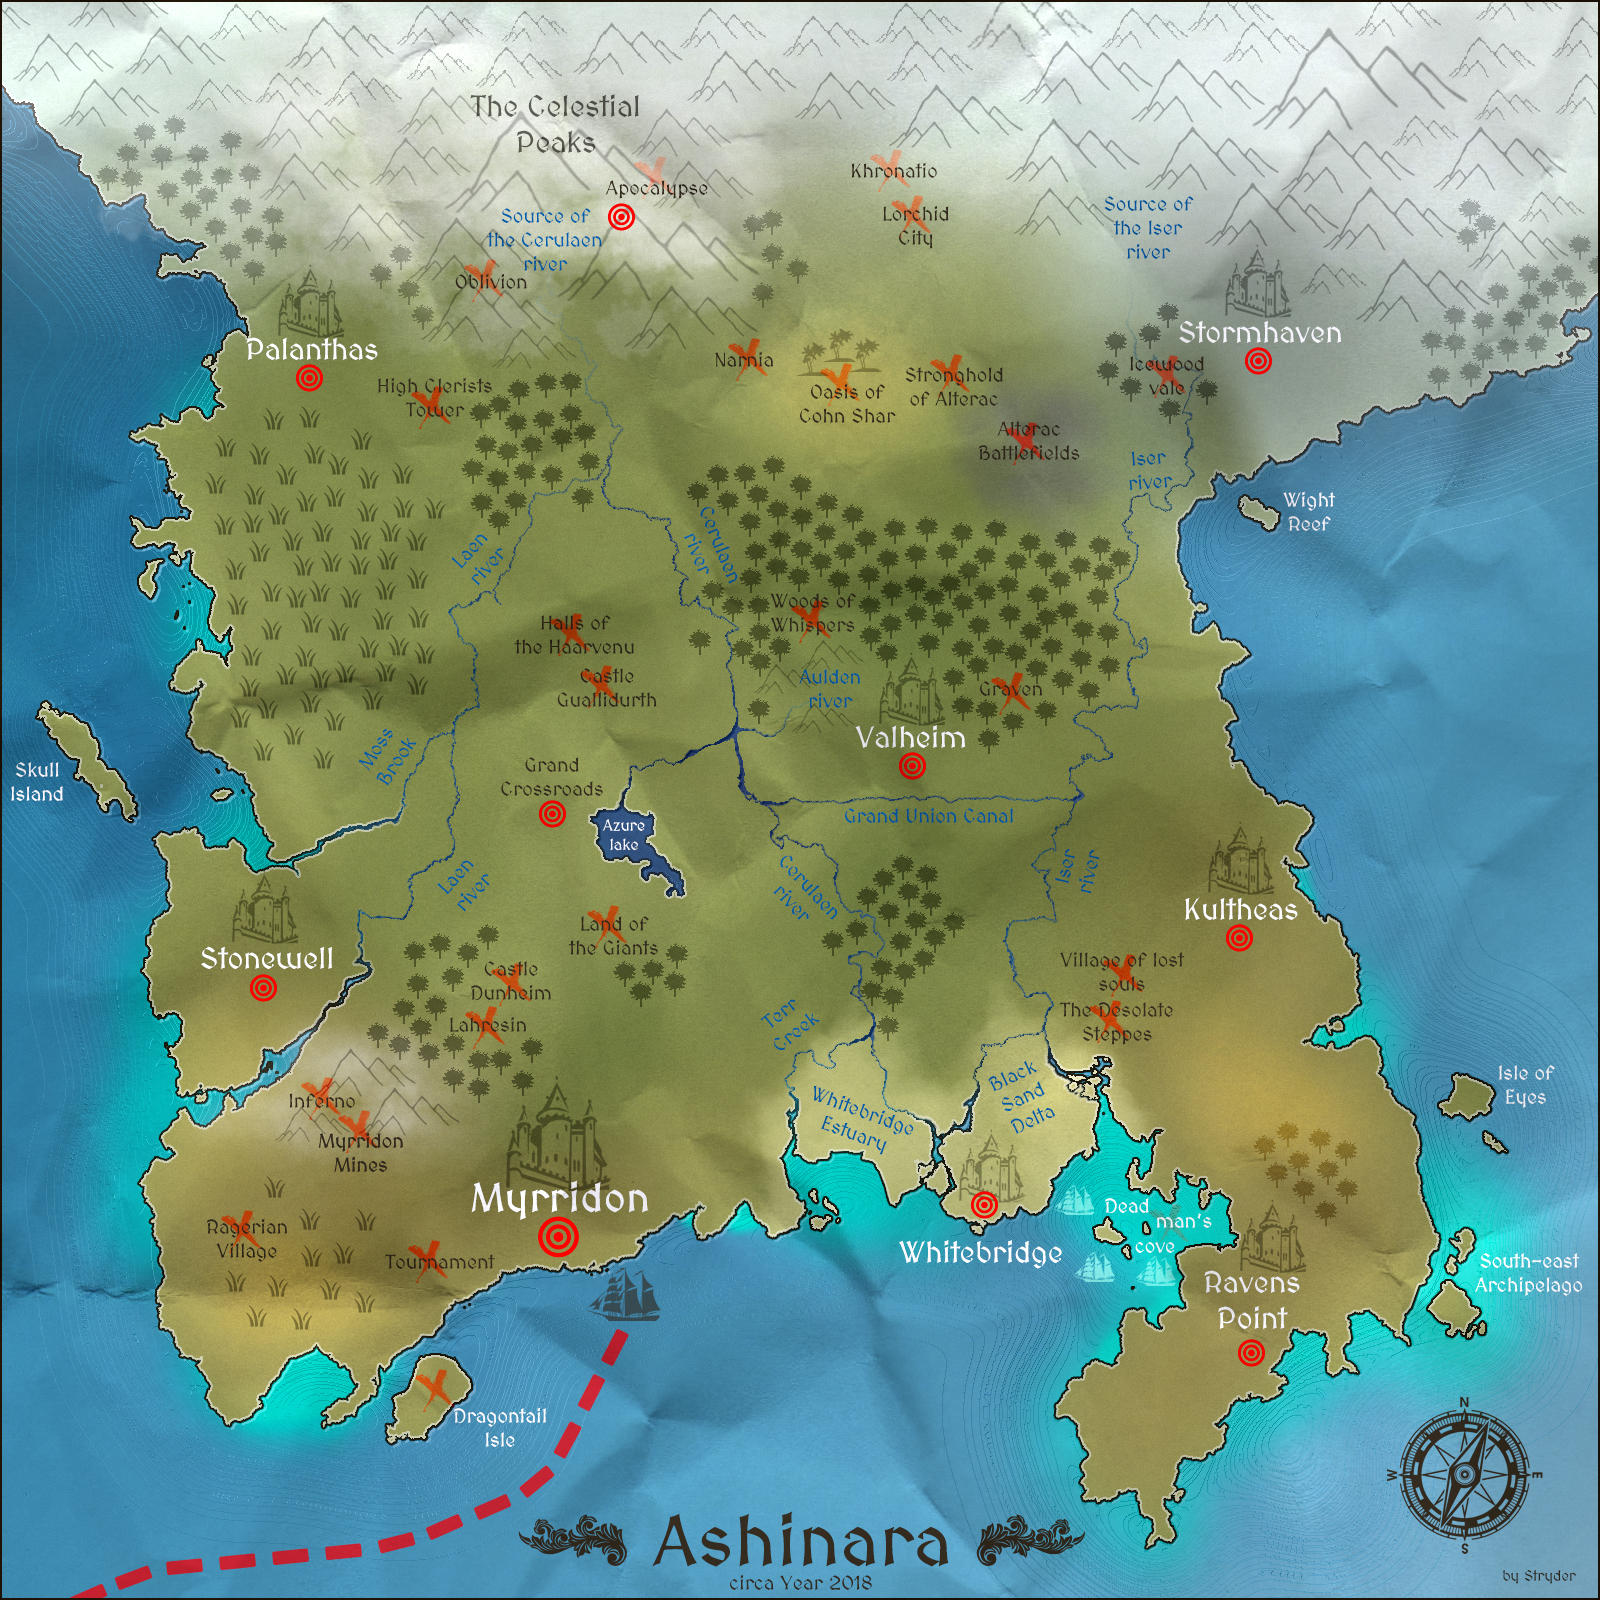 The Celestial
Peaks
Apocalypse
Khronatio
Lorchid
City
Source of
the Cerulaen
river
Source of
the Iser
river
Oblivion
Palanthas
Stormhaven
High Clerists
Tower
Narnia
Oasis of
Cohn Shar
Stronghold
of Alterac
Icewood
vale
Alterac
Battlefields
Iser
river
Wight
Reef
Laen
river
Cerulaen
river
Halls of
the Haarvenu
Woods of
Whispers
Castle
Guallidurth
Aulden
river
Graven
Valheim
Moss
Brook
Skull
Island
Grand
Crossroads
Azure
lake
Grand Union Canal
Laen
river
Cerulaen
river
Iser
river
Kultheas
Stonewell
Land of
the Giants
Castle
Dunheim
Lahresin
Village of lost
souls
The Desolate
Steppes
Terr
Creek
Whitebridge
Estuary
Black
Sand
Delta
Isle of
Eyes
Inferno
Myrridon
Mines
Myrridon
Ragerian
Village
Tournament
Whitebridge
Dead
man's
cove
Ravens
Point
South-east
Archipelago
Dragontail
Isle
N
W
E
S
Ashinara
circa Year 2018
by Stryder